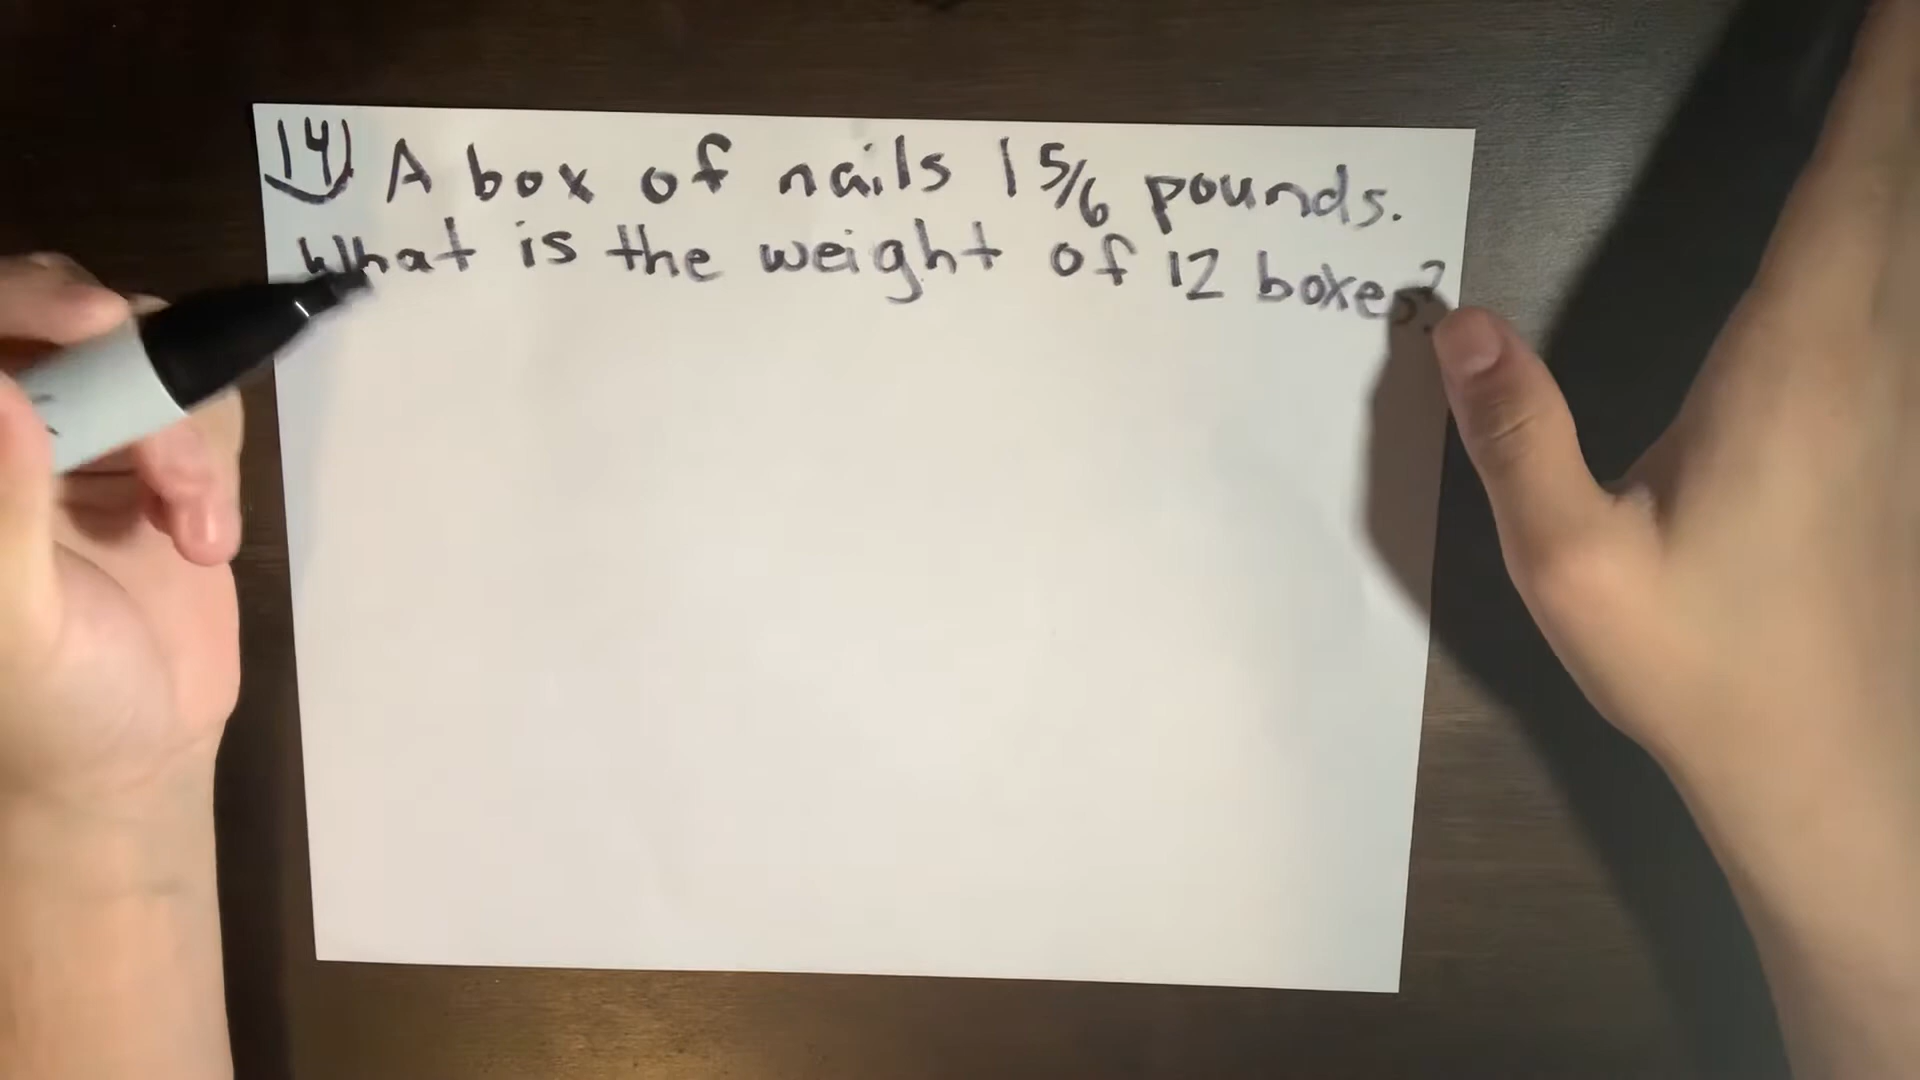 14) A box of nails 1 5/6 pounds.
What is the weight of 12 boxes?